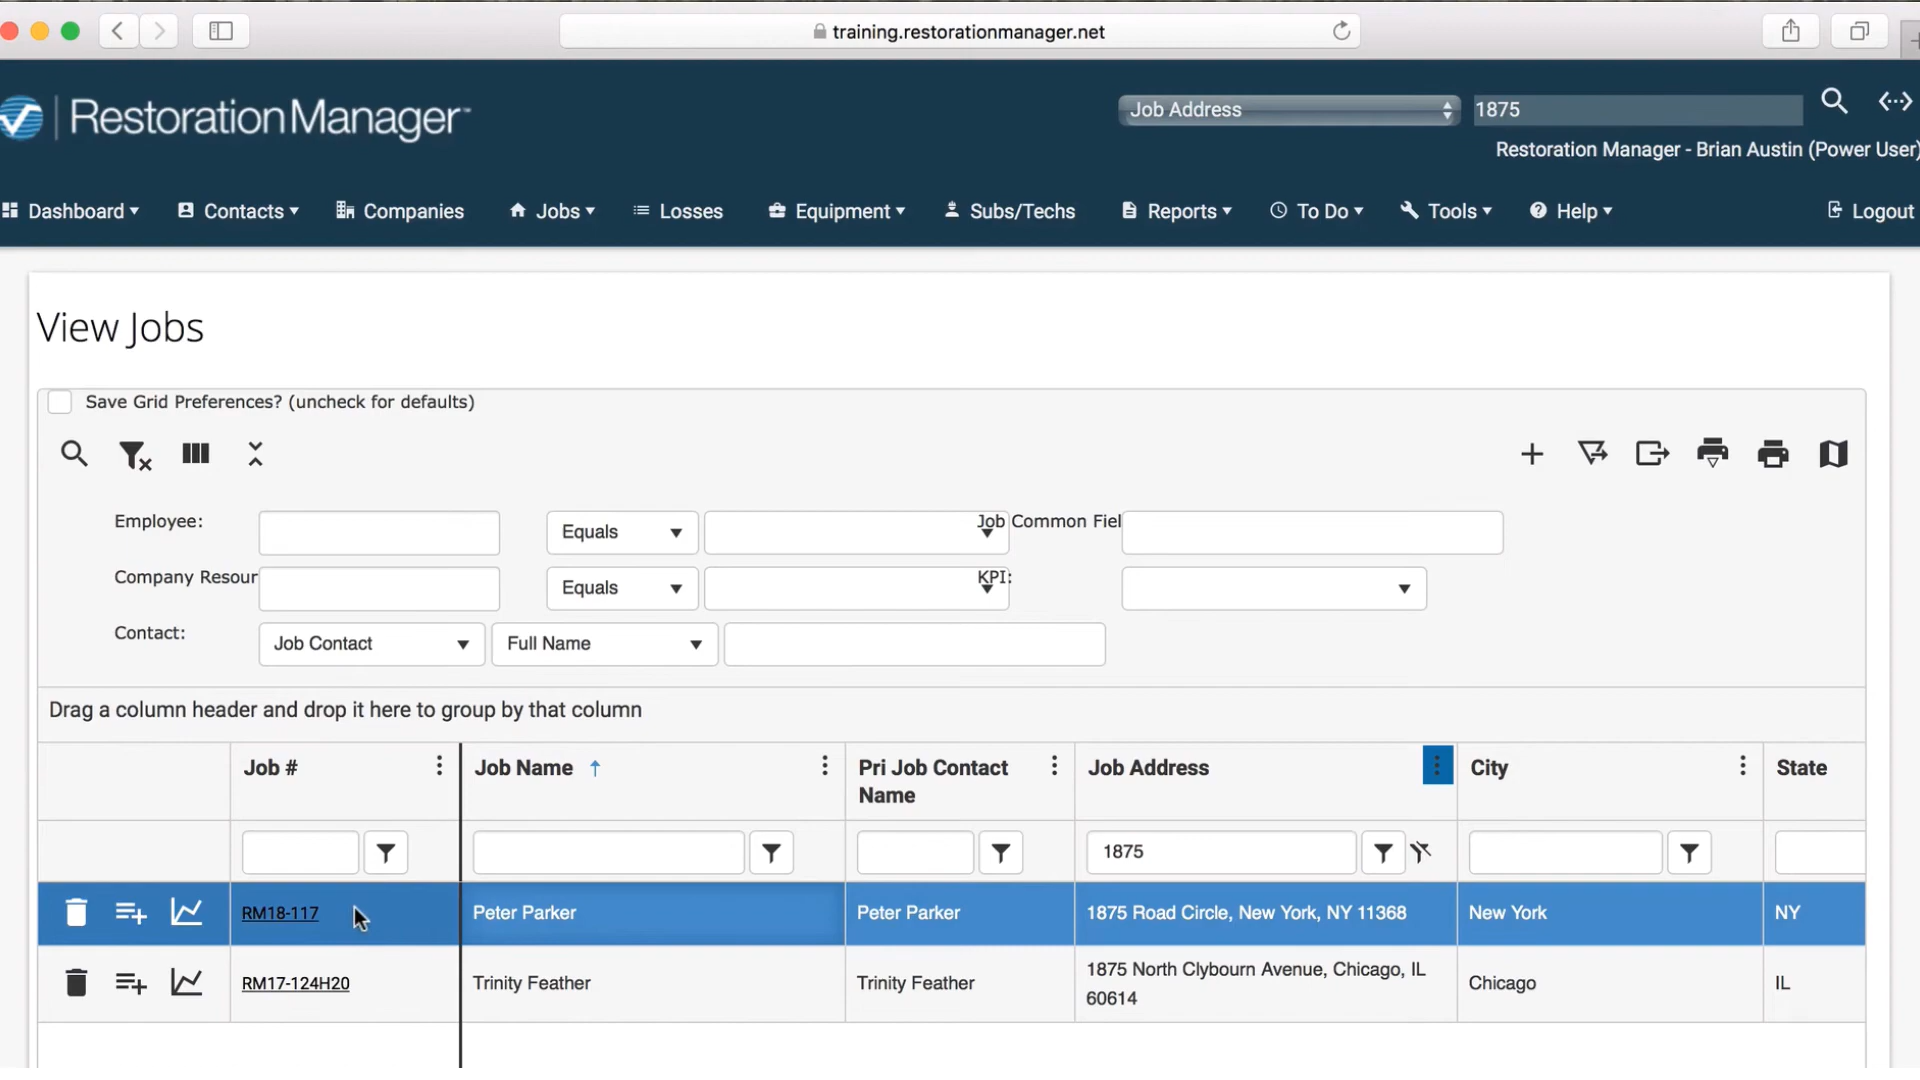 training.restorationmanager.net
RestorationManager™
Job Address 1875
Restoration Manager - Brian Austin (Power User)
Dashboard Contacts Companies Jobs Losses Equipment Subs/Techs Reports To Do Tools Help Logout
View Jobs
Save Grid Preferences? (uncheck for defaults)
Employee: Equals Job Common Fiel
Company Resour Equals KPI:
Contact: Job Contact Full Name
Drag a column header and drop it here to group by that column
Job # Job Name Pri Job Contact Name Job Address City State
1875
RM18-117 Peter Parker Peter Parker 1875 Road Circle, New York, NY 11368 New York NY
RM17-124H20 Trinity Feather Trinity Feather 1875 North Clybourn Avenue, Chicago, IL 60614 Chicago IL